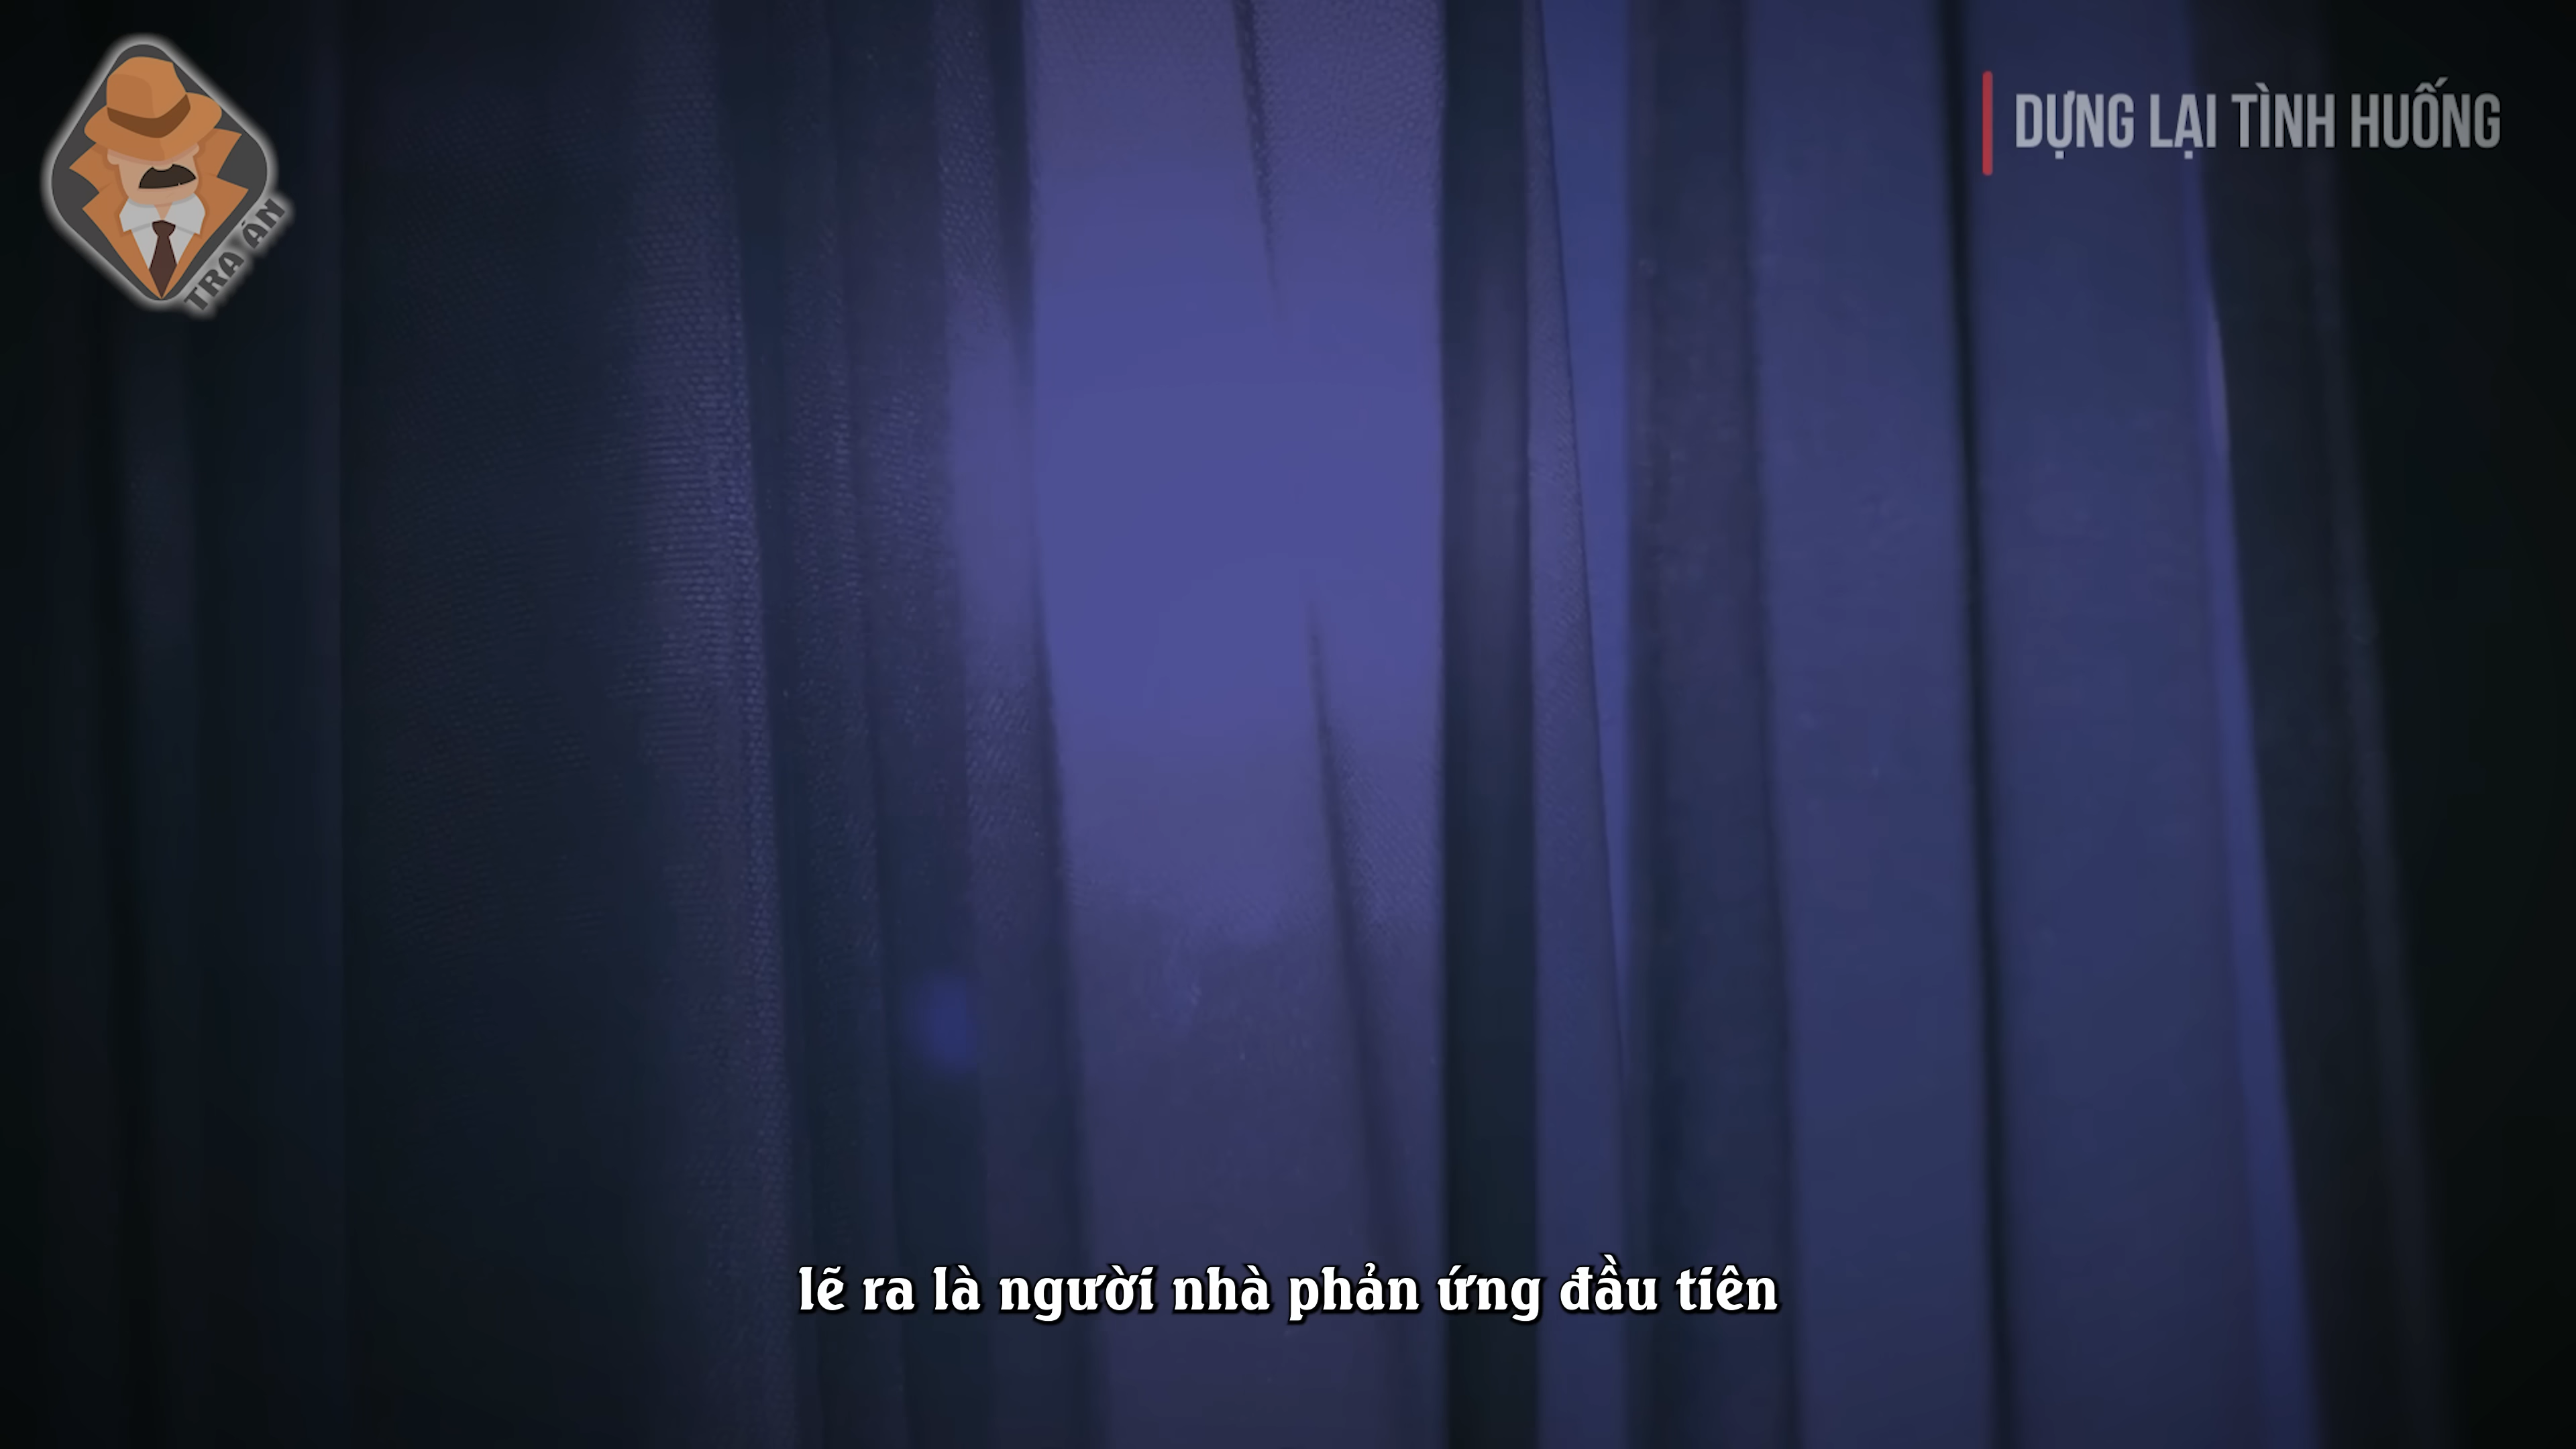 TRA ÁN
DỰNG LẠI TÌNH HUỐNG
lẽ ra là người nhà phản ứng đầu tiên